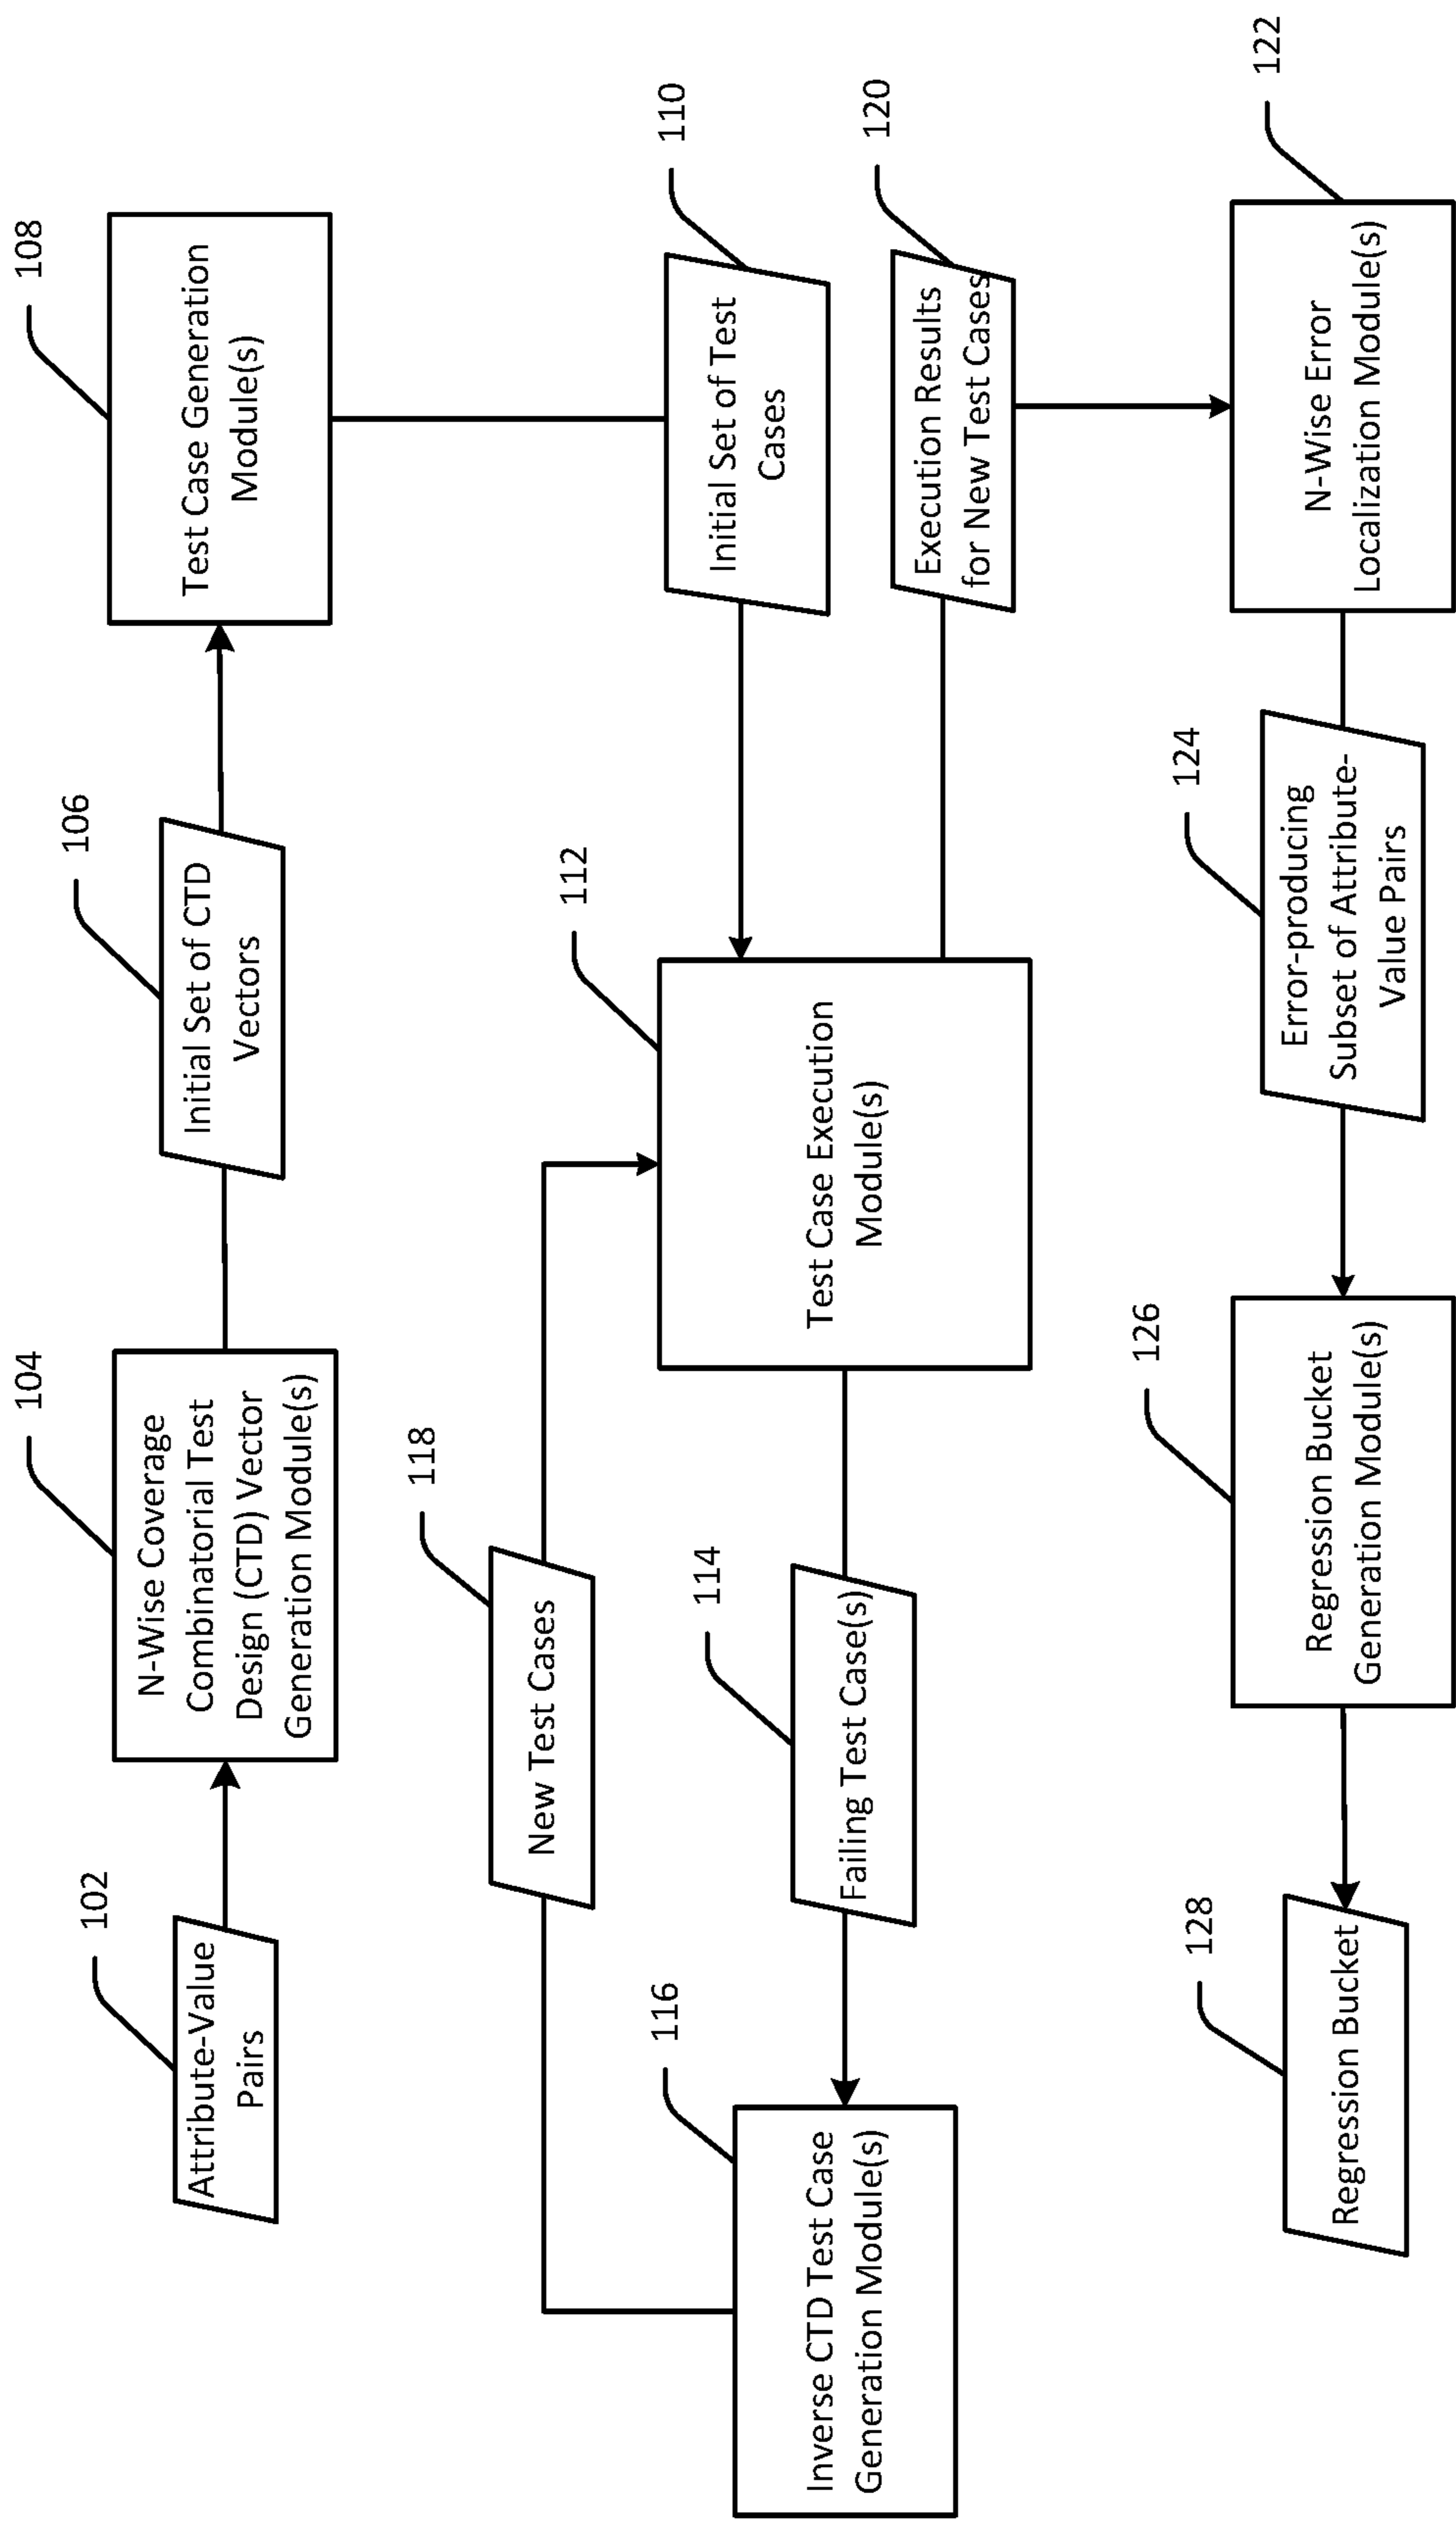 102
Attribute-Value
Pairs
104
N-Wise Coverage
Combinatorial Test
Design (CTD) Vector
Generation Module(s)
106
Initial Set of CTD
Vectors
108
Test Case Generation
Module(s)
110
Initial Set of Test
Cases
112
Test Case Execution
Module(s)
118
New Test Cases
114
Failing Test Case(s)
116
Inverse CTD Test Case
Generation Module(s)
120
Execution Results
for New Test Cases
122
N-Wise Error
Localization Module(s)
124
Error-producing
Subset of Attribute-
Value Pairs
126
Regression Bucket
Generation Module(s)
128
Regression Bucket